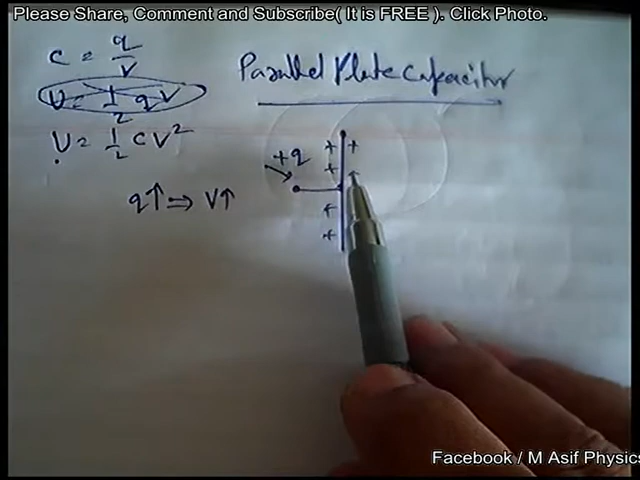 Please Share, Comment and Subscribe( It is FREE ). Click Photo.
C = q/V
Parallel Plate Capacitor
U = 1/2 qV
U = 1/2 CV²
+q
+ +
+ +
+
+
q↑ ⇒ V↑
Facebook / M Asif Physics